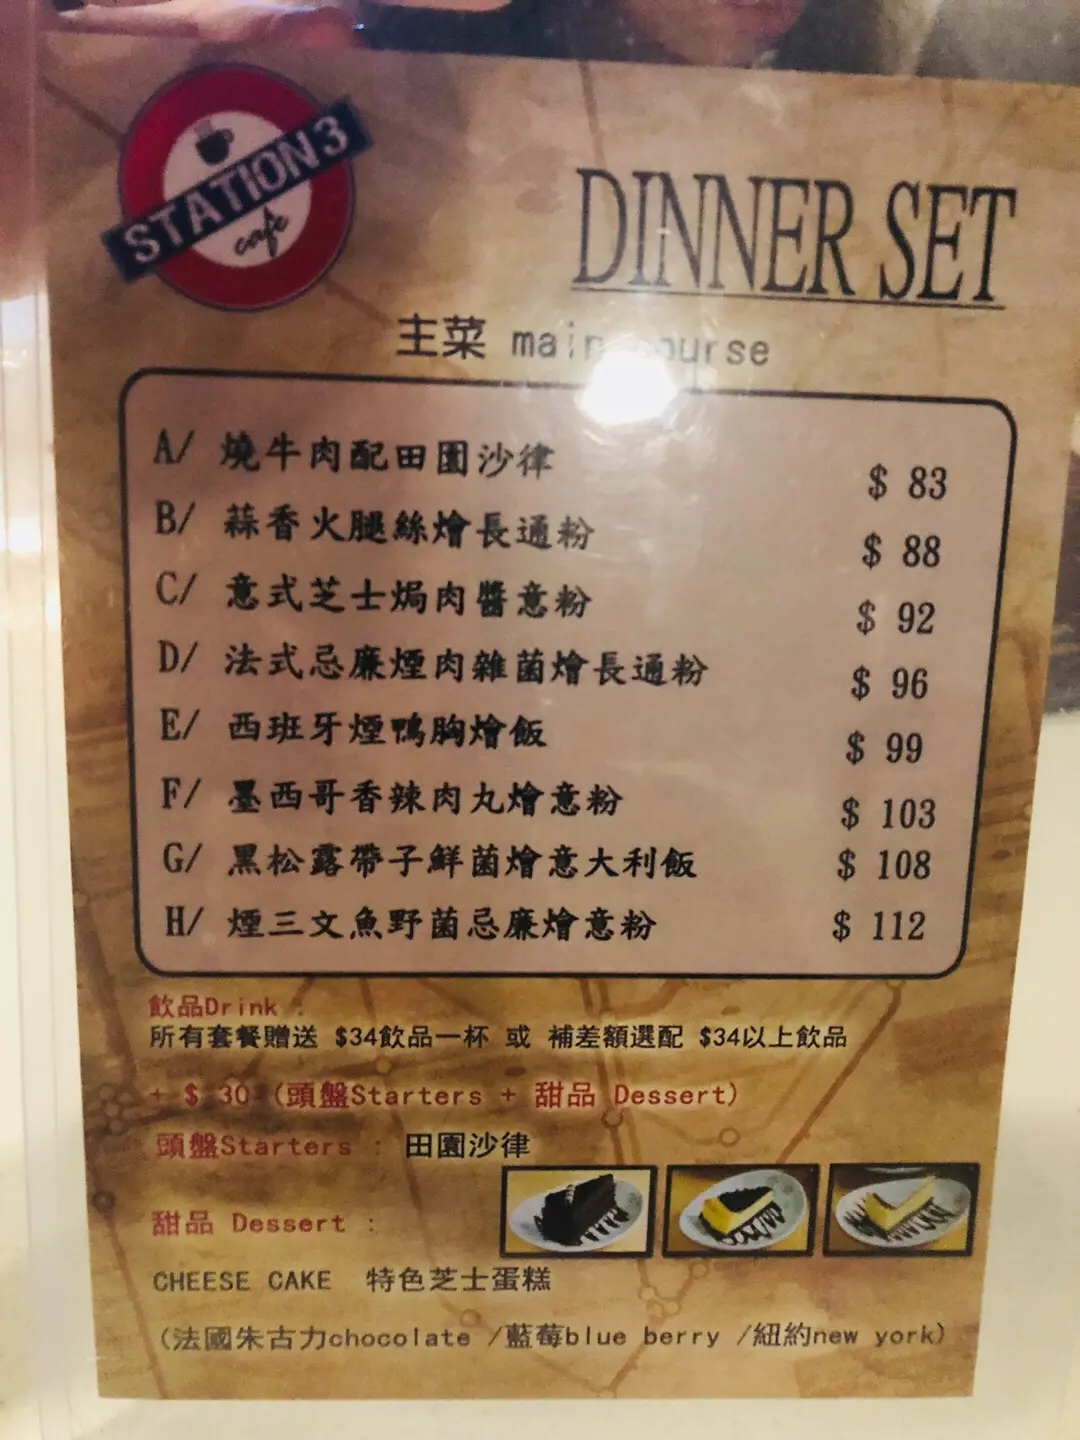 STATION 3
cafe
DINNER SET
主菜 main course
A/ 燒牛肉配田園沙律 $ 83
B/ 蒜香火腿絲燴長通粉 $ 88
C/ 意式芝士焗肉醬意粉 $ 92
D/ 法式忌廉煙肉雜菌燴長通粉 $ 96
E/ 西班牙煙鴨胸燴飯 $ 99
F/ 墨西哥香辣肉丸燴意粉 $ 103
G/ 黑松露帶子鮮菌燴意大利飯 $ 108
H/ 煙三文魚野菌忌廉燴意粉 $ 112
飲品Drink :
所有套餐贈送 $34飲品一杯 或 補差額選配 $34以上飲品
+ $ 30 (頭盤Starters + 甜品 Dessert)
頭盤Starters : 田園沙律
甜品 Dessert :
CHEESE CAKE 特色芝士蛋糕
(法國朱古力chocolate /藍莓blue berry /紐約new york)